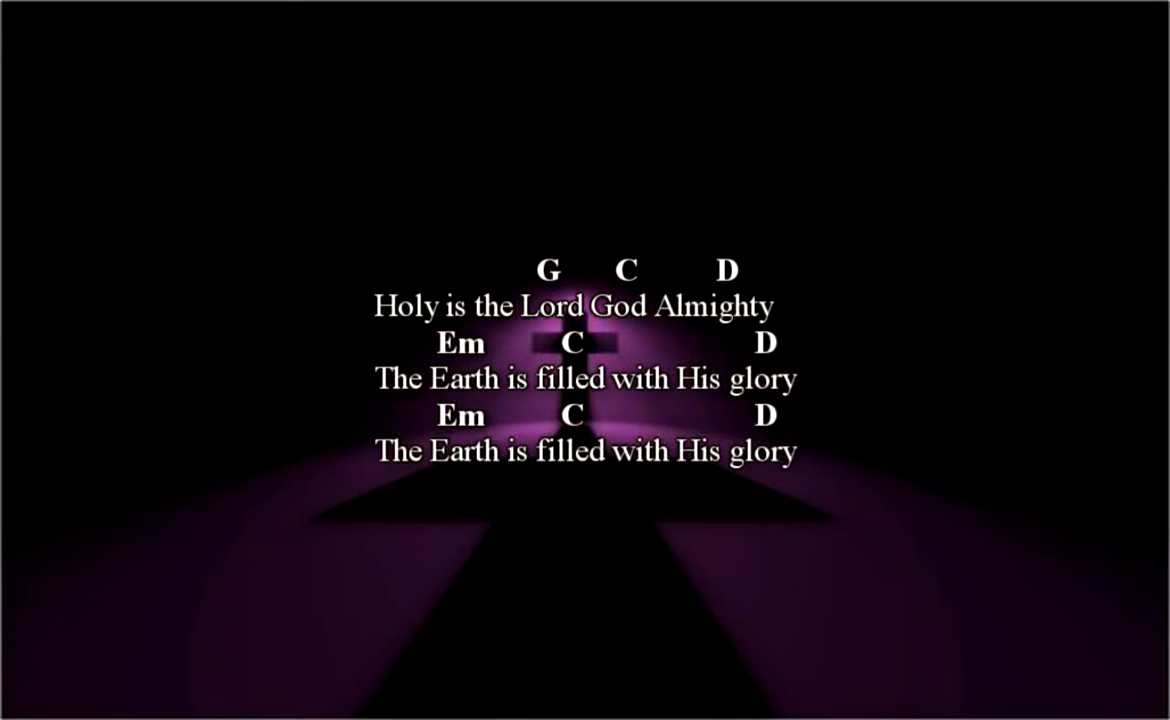 G C D
Holy is the Lord God Almighty
Em C D
The Earth is filled with His glory
Em C D
The Earth is filled with His glory